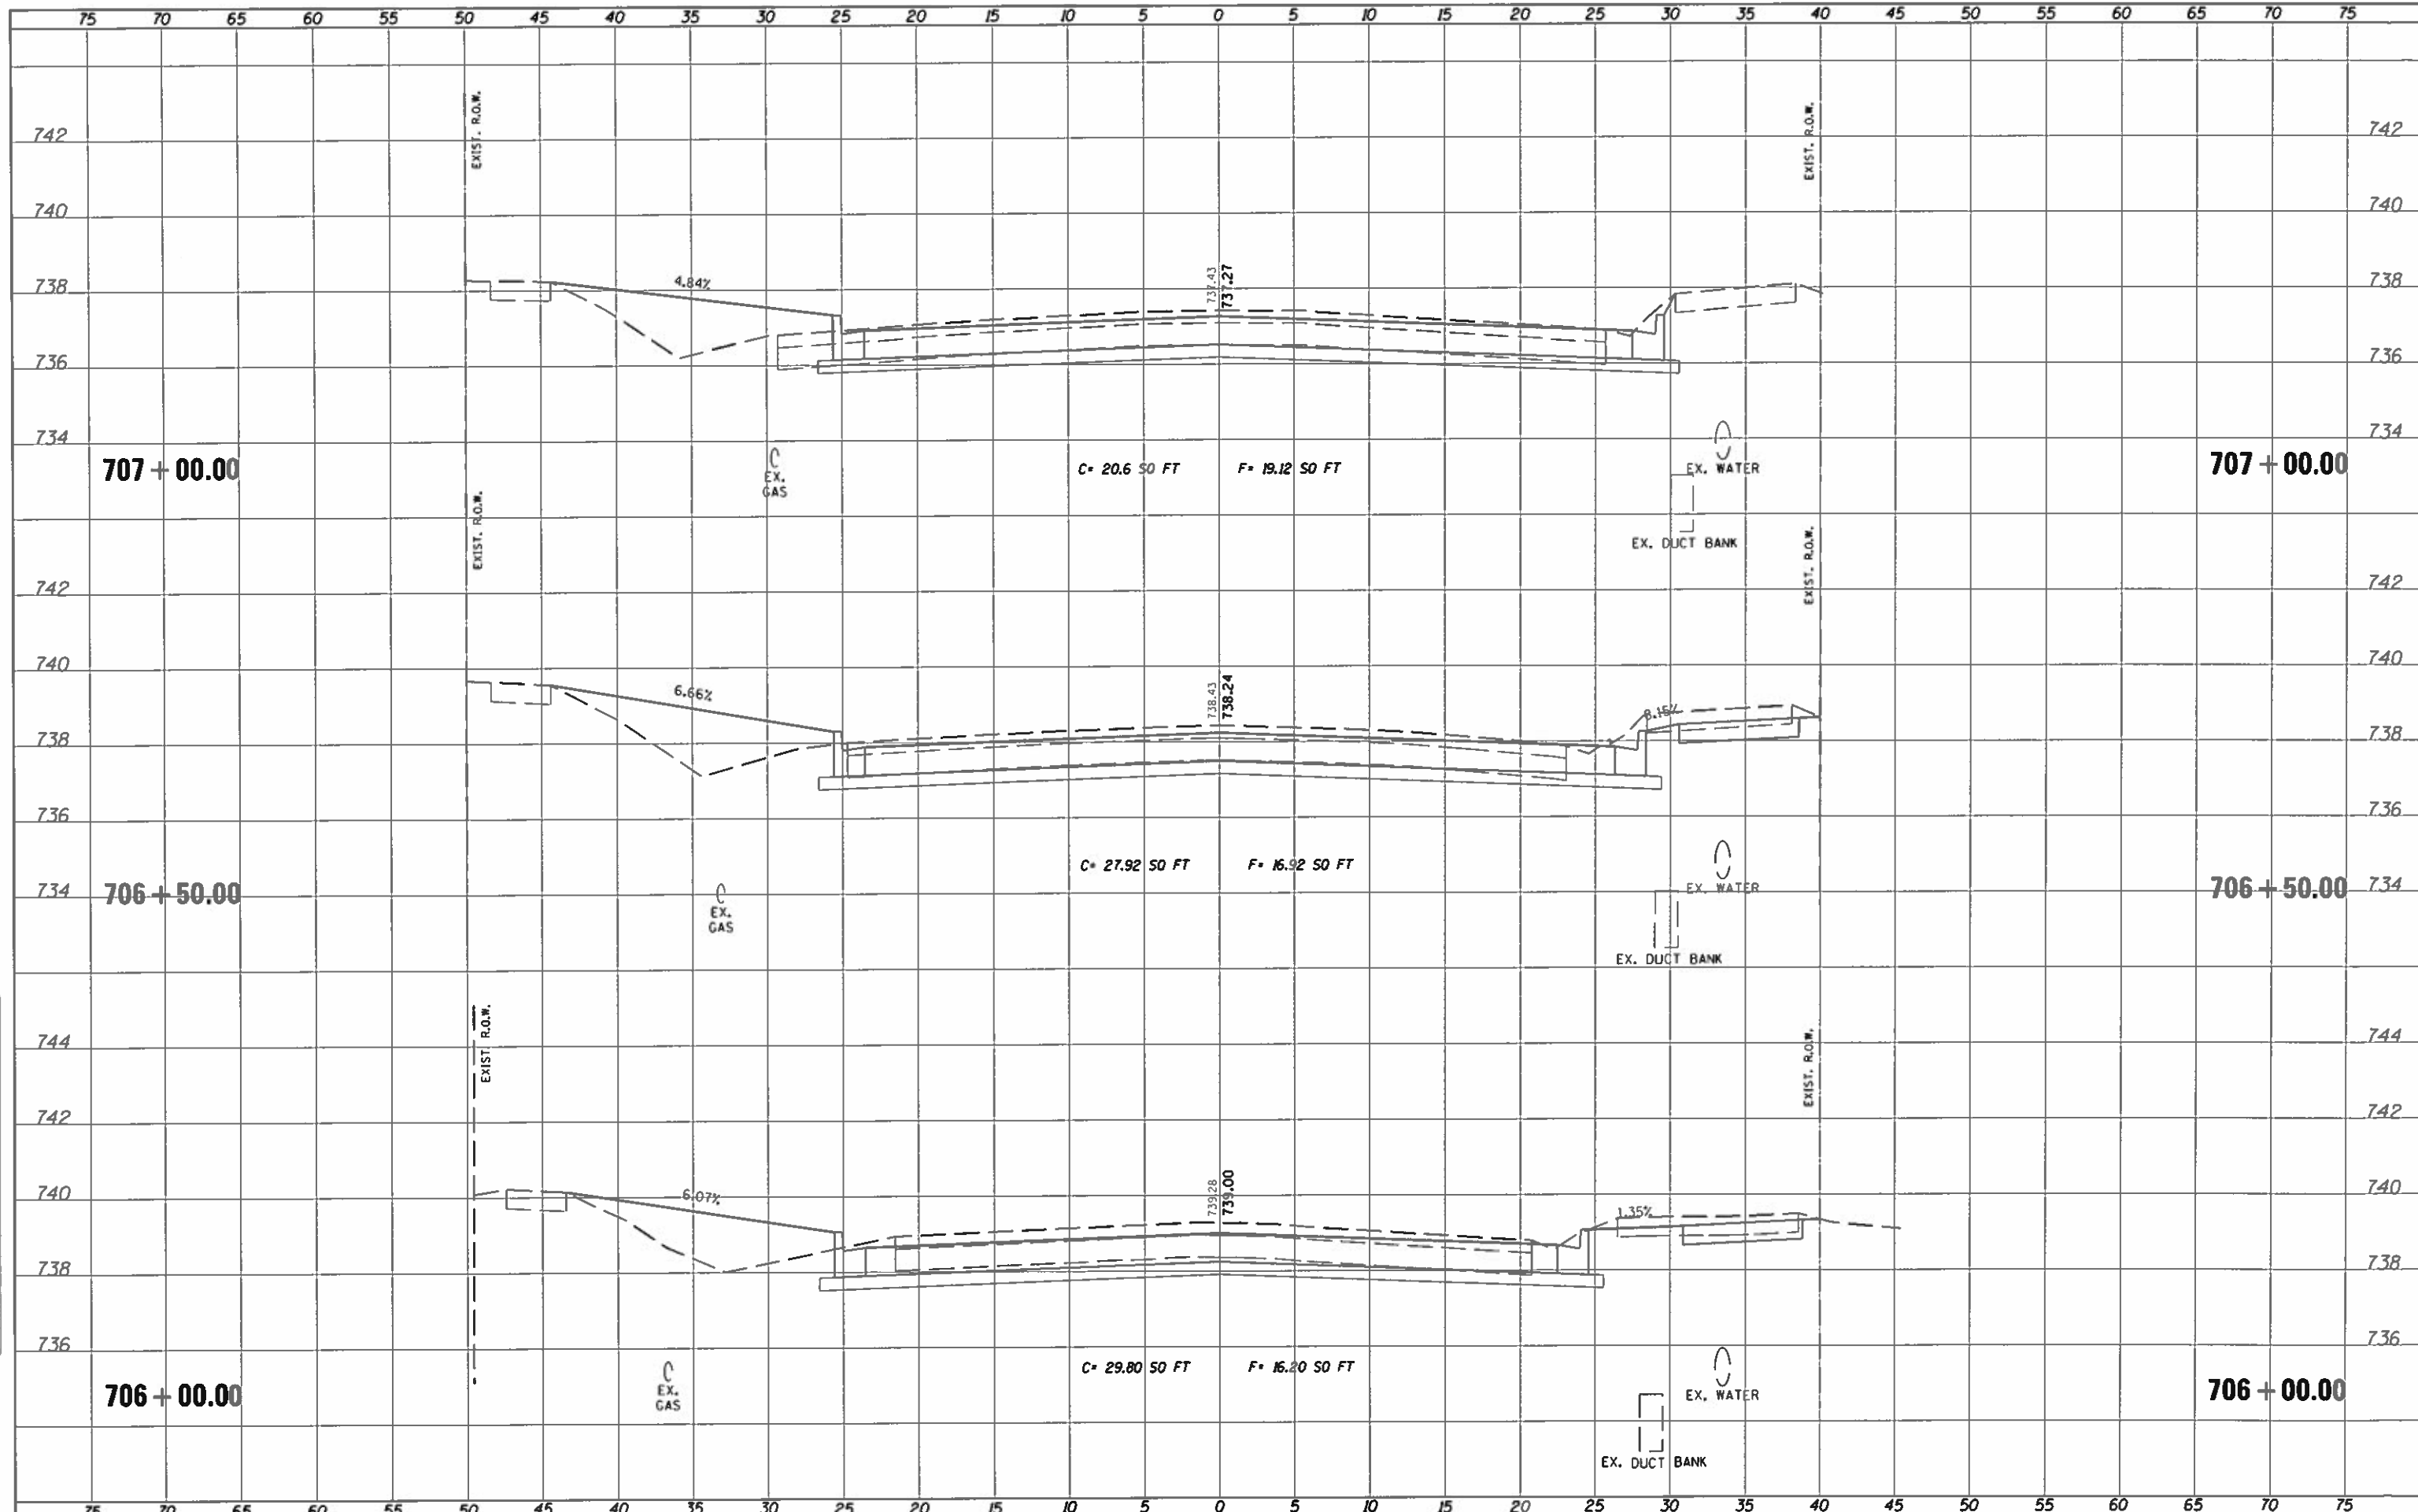 75 70 65 60 55 50 45 40 35 30 25 20 15 10 5 0 5 10 15 20 25 30 35 40 45 50 55 60 65 70 75
EXIST. R.O.W.
EXIST. R.O.W.
742 742
740 740
738 4.84% 737.43 737.27 738
736 736
734 734
707 + 00.00 C= 20.6 SQ FT F= 19.12 SQ FT 707 + 00.00
EX. GAS
EX. WATER
EX. DUCT BANK
EXIST. R.O.W.
EXIST. R.O.W.
742 742
740 740
6.66% 738.43 738.24 8.15%
738 738
736 736
C= 27.92 SQ FT F= 16.92 SQ FT
734 706 + 50.00 706 + 50.00 734
EX. GAS
EX. WATER
EX. DUCT BANK
EXIST. R.O.W.
EXIST. R.O.W.
744 744
742 742
740 6.07% 739.28 739.00 740
1.35%
738 738
736 736
C= 29.80 SQ FT F= 16.20 SQ FT
706 + 00.00 706 + 00.00
EX. GAS
EX. WATER
EX. DUCT BANK
75 70 65 60 55 50 45 40 35 30 25 20 15 10 5 0 5 10 15 20 25 30 35 40 45 50 55 60 65 70 75